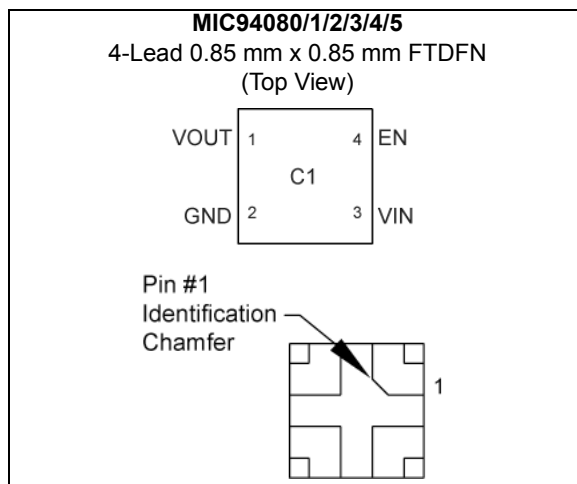 MIC94080/1/2/3/4/5
4-Lead 0.85 mm x 0.85 mm FTDFN
(Top View)
VOUT 1 4 EN
C1
GND 2 3 VIN
Pin #1
Identification
Chamfer
1